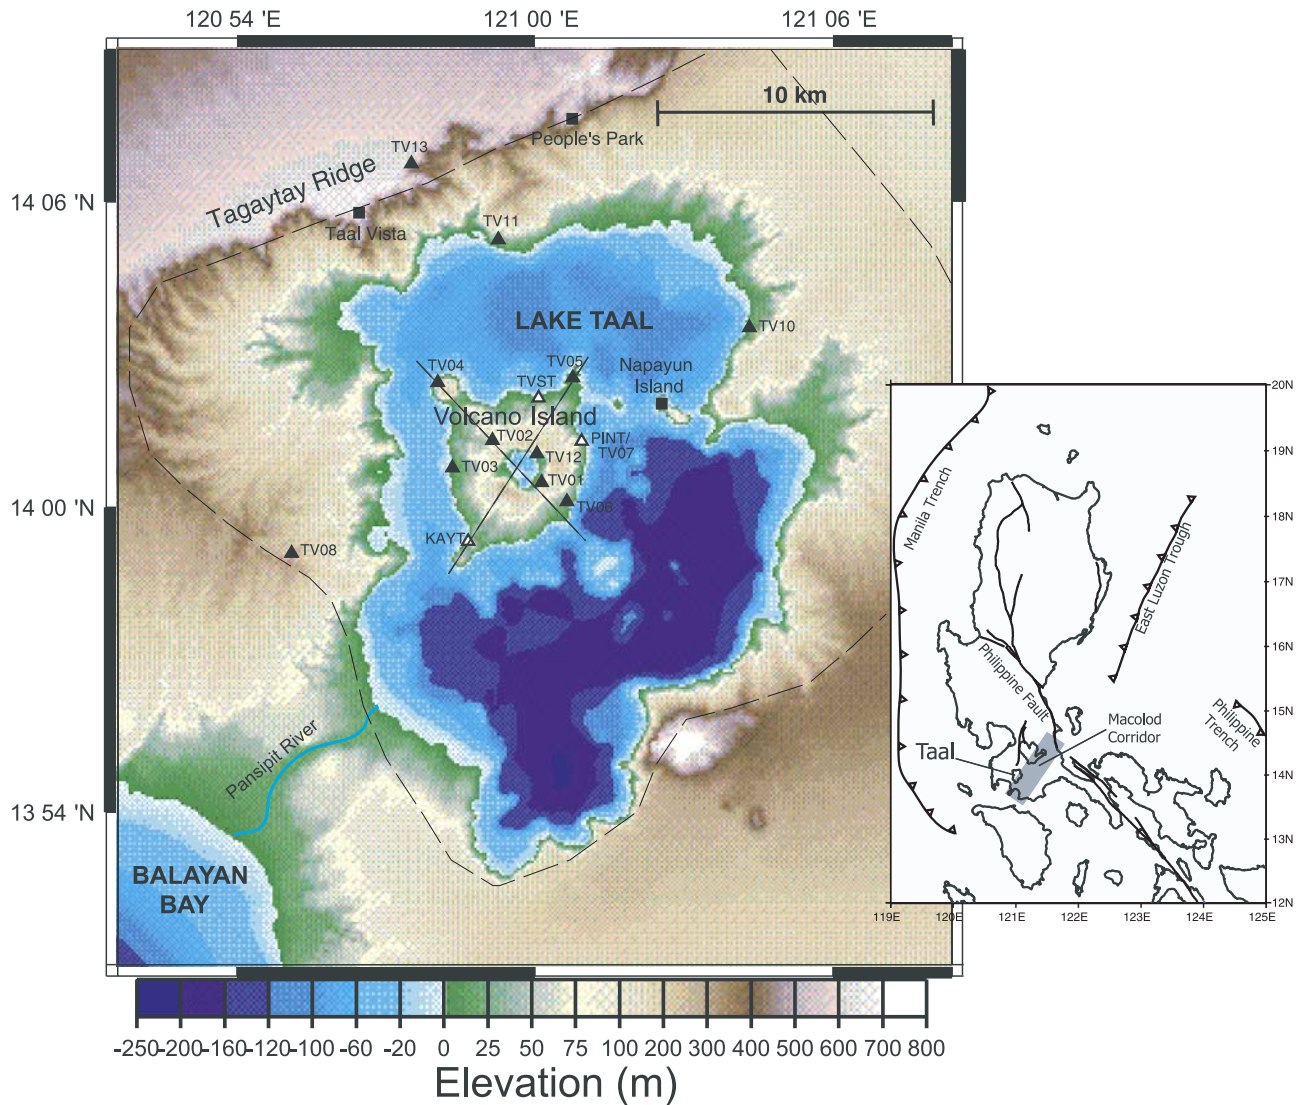 120 54 'E
121 00 'E
121 06 'E
10 km
People's Park
TV13
Tagaytay Ridge
14 06 'N
Taal Vista
TV11
LAKE TAAL
TV10
TV04
TV05
TVST
Napayun
Island
Volcano Island
TV02
PINT/
TV07
TV12
TV03
TV01
TV06
14 00 'N
KAYT
TV08
Pansipit River
13 54 'N
BALAYAN
BAY
-250
-200
-160
-120
-100
-60
-20
0
25
50
75
100
200
300
400
500
600
700
800
Elevation (m)
20N
19N
18N
17N
16N
15N
14N
13N
12N
Manila Trench
East Luzon Trough
Philippine Fault
Philippine
Trench
Macolod
Corridor
Taal
119E
120E
121E
122E
123E
124E
125E